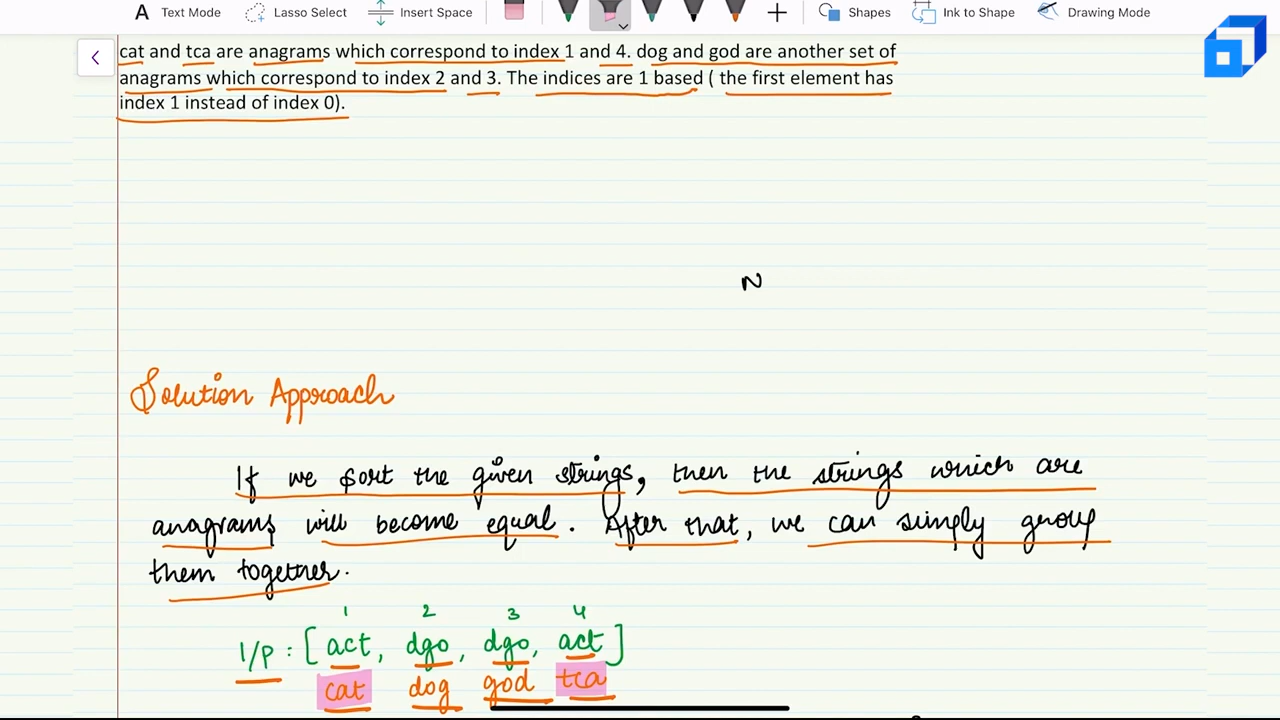 A Text Mode Lasso Select Insert Space Shapes Ink to Shape Drawing Mode
cat and tca are anagrams which correspond to index 1 and 4. dog and god are another set of
anagrams which correspond to index 2 and 3. The indices are 1 based ( the first element has
index 1 instead of index 0).
N
Solution Approach
If we sort the given strings, then the strings which are
anagrams will become equal. After that, we can simply group
them together.
1 2 3 4
I/P : [ act, dgo, dgo, act ]
cat dog god tca